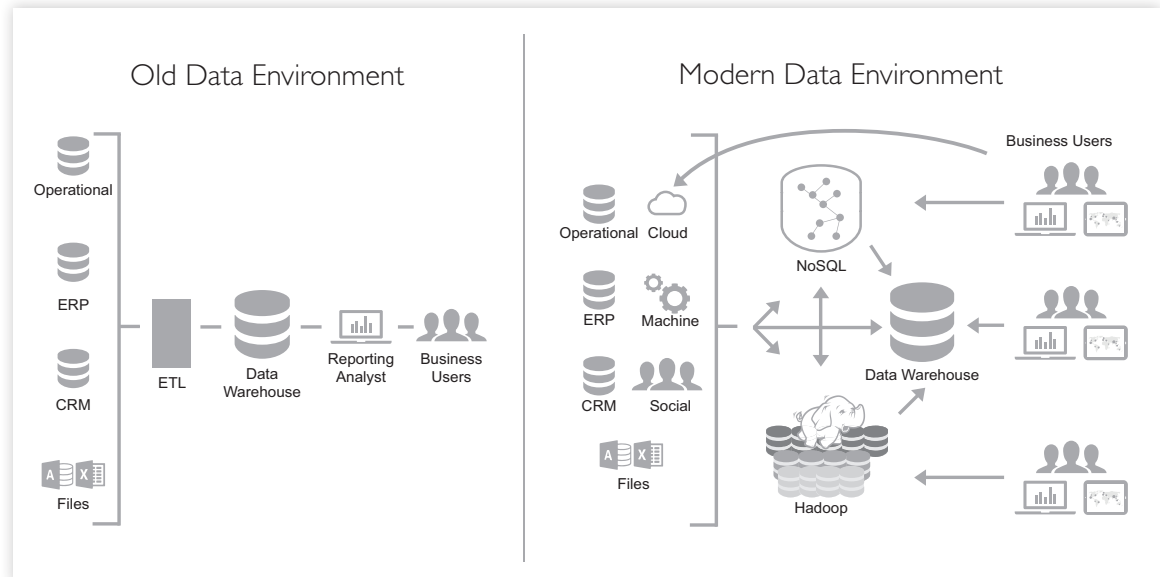 Old Data Environment
Operational
ERP
CRM
A X
Files
ETL
Data
Warehouse
Reporting
Analyst
Business
Users
Modern Data Environment
Business Users
Operational Cloud
ERP Machine
CRM Social
A X
Files
NoSQL
Data Warehouse
Hadoop